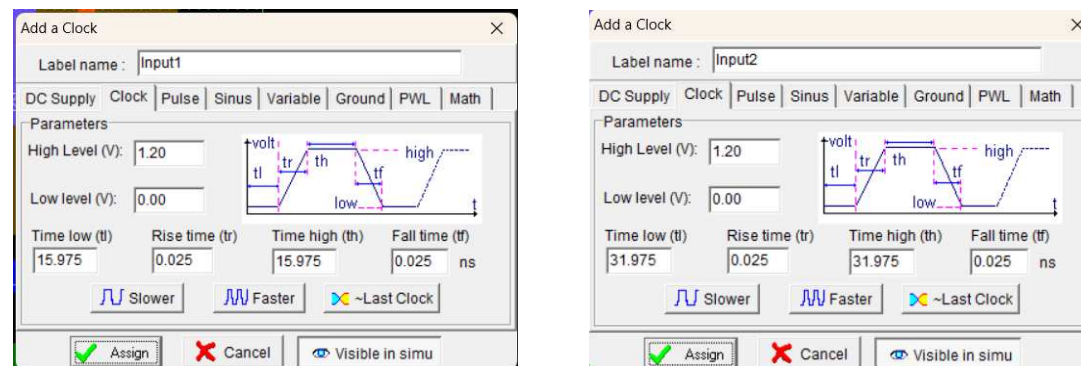 Add a Clock
Label name : Input1
DC Supply Clock Pulse Sinus Variable Ground PWL Math
Parameters
High Level (V): 1.20
Low level (V): 0.00
volt
tl tr th tf high
low t
Time low (tl) Rise time (tr) Time high (th) Fall time (tf)
15.975 0.025 15.975 0.025 ns
Slower Faster ~Last Clock
Assign Cancel Visible in simu
Add a Clock
Label name : Input2
DC Supply Clock Pulse Sinus Variable Ground PWL Math
Parameters
High Level (V): 1.20
Low level (V): 0.00
volt
tl tr th tf high
low t
Time low (tl) Rise time (tr) Time high (th) Fall time (tf)
31.975 0.025 31.975 0.025 ns
Slower Faster ~Last Clock
Assign Cancel Visible in simu